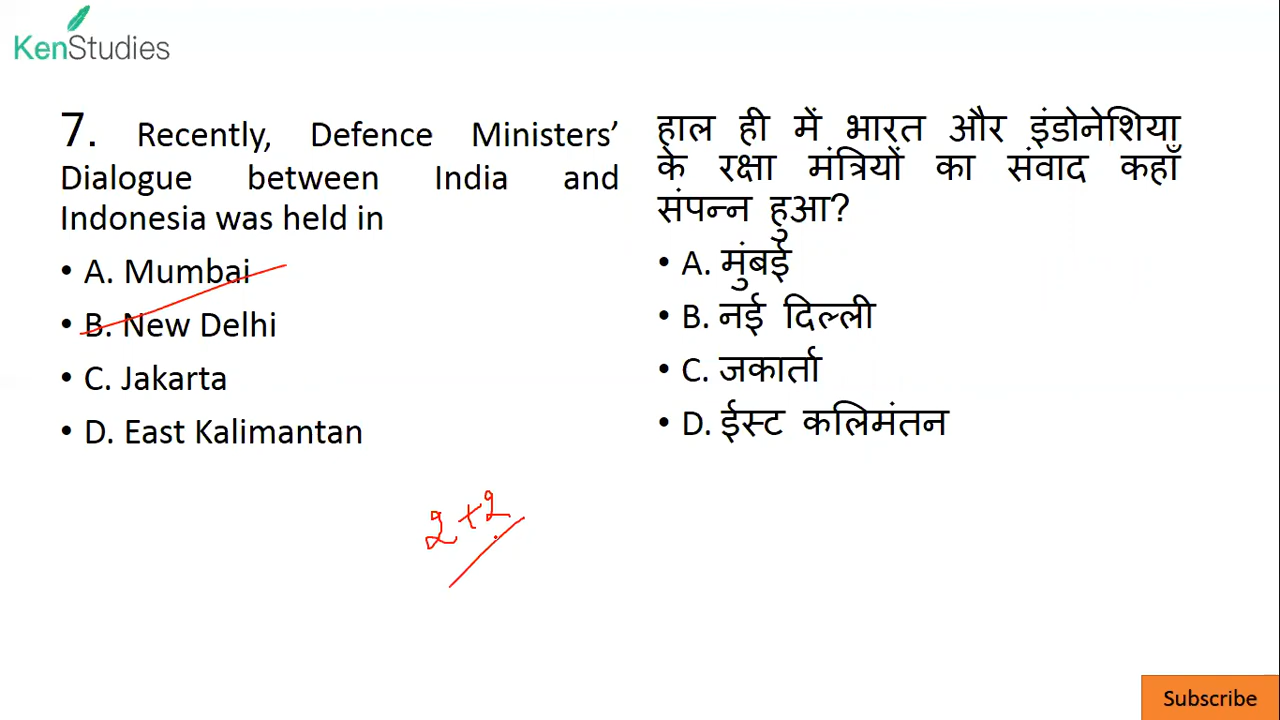 KenStudies
7. Recently, Defence Ministers’
Dialogue between India and
Indonesia was held in
• A. Mumbai
• B. New Delhi
• C. Jakarta
• D. East Kalimantan
हाल ही में भारत और इंडोनेशिया
के रक्षा मंत्रियों का संवाद कहाँ
संपन्न हुआ?
• A. मुंबई
• B. नई दिल्ली
• C. जकार्ता
• D. ईस्ट कलिमंतन
2+2
Subscribe